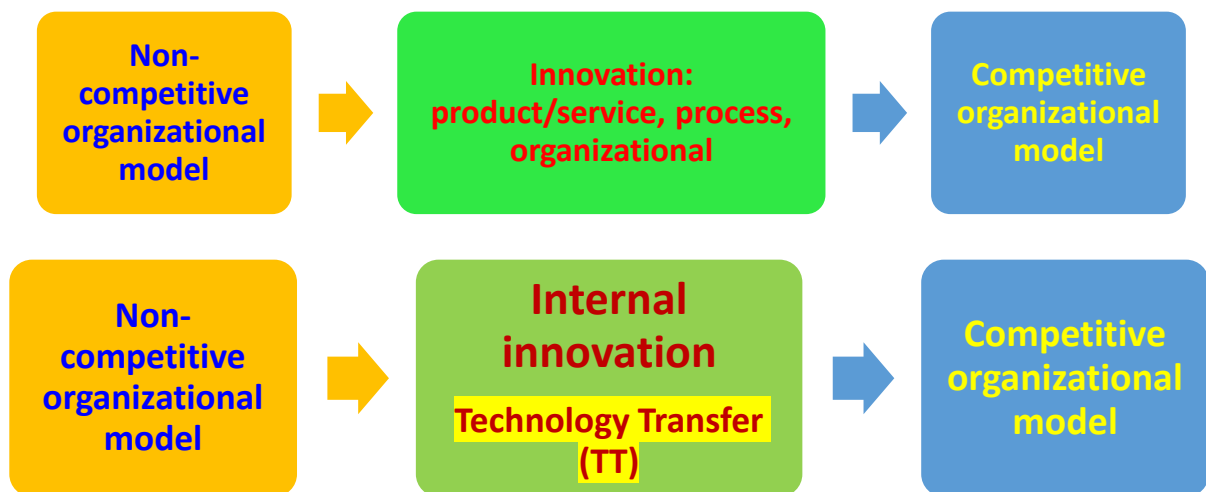 Non-
competitive
organizational
model
Innovation:
product/service, process,
organizational
Competitive
organizational
model
Non-
competitive
organizational
model
Internal
innovation
Technology Transfer
(TT)
Competitive
organizational
model